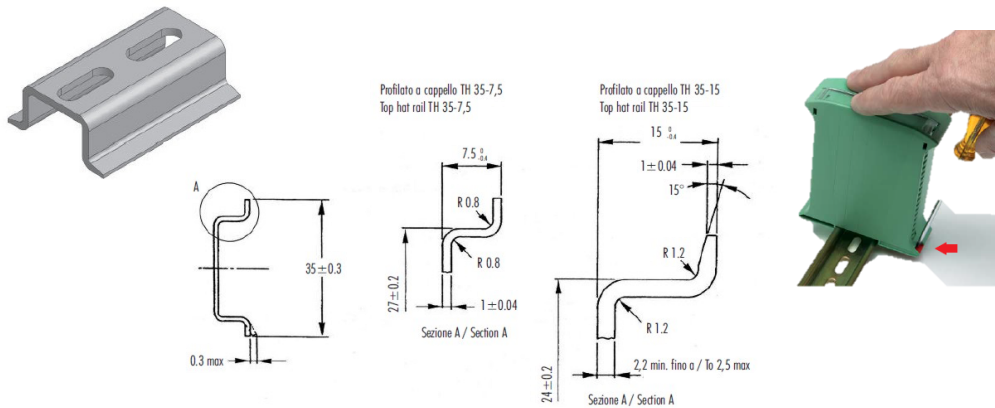 A
35±0.3
0.3 max
Profilato a cappello TH 35-7,5
Top hat rail TH 35-7,5
7.5 0 -0.4
R 0.8
R 0.8
27±0.2
1±0.04
Sezione A / Section A
Profilato a cappello TH 35-15
Top hat rail TH 35-15
15 0 -0.4
1±0.04
15°
R 1.2
R 1.2
24±0.2
2,2 min. fino a / To 2,5 max
Sezione A / Section A